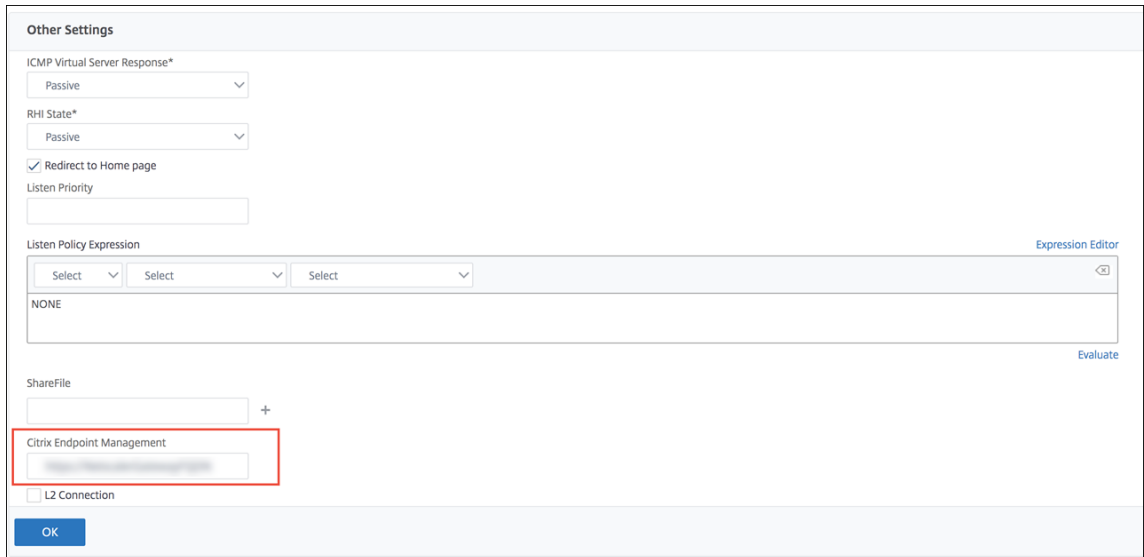 Other Settings
ICMP Virtual Server Response*
Passive
RHI State*
Passive
Redirect to Home page
Listen Priority
Listen Policy Expression
Expression Editor
Select Select Select
NONE
Evaluate
ShareFile
+
Citrix Endpoint Management
L2 Connection
OK